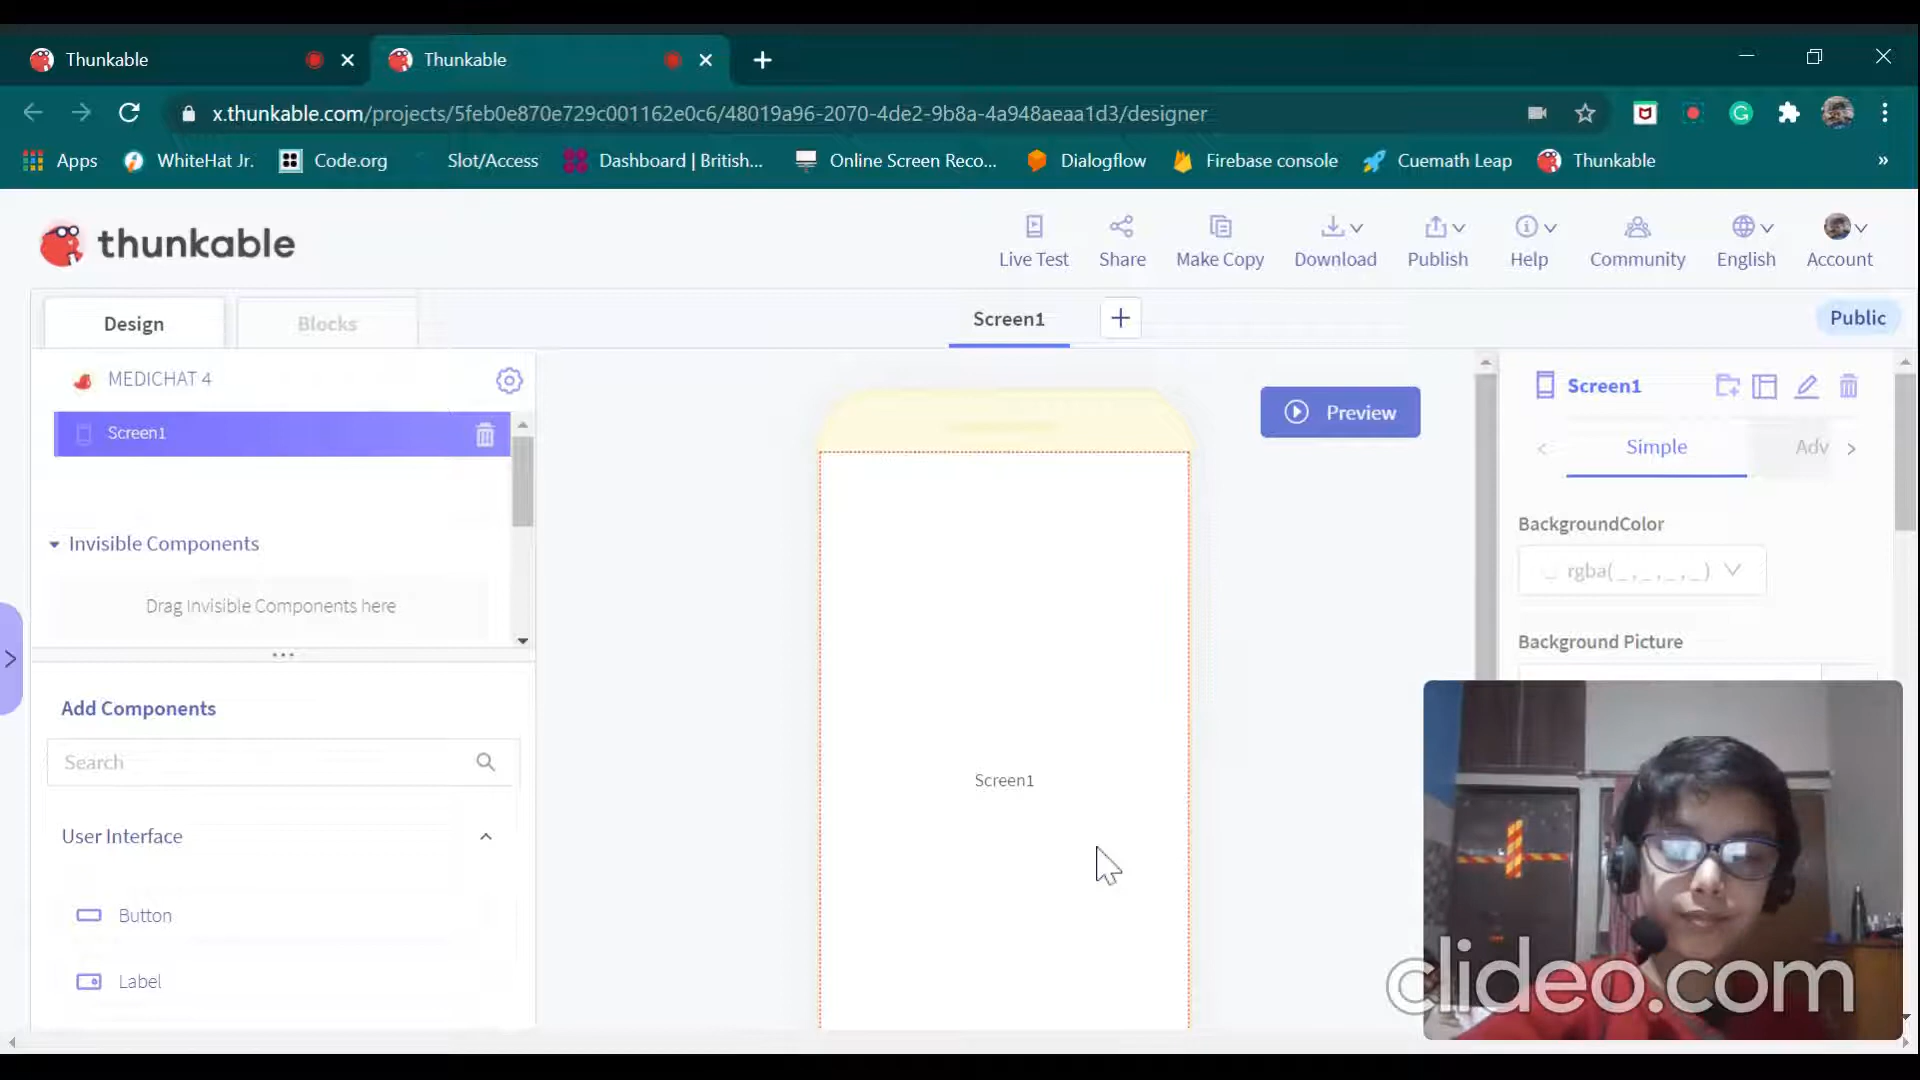 Thunkable
Thunkable
x.thunkable.com/projects/5feb0e870e729c001162e0c6/48019a96-2070-4de2-9b8a-4a948aeaa1d3/designer
Apps WhiteHat Jr. Code.org Slot/Access Dashboard | British... Online Screen Reco... Dialogflow Firebase console Cuemath Leap Thunkable »
thunkable
Live Test Share Make Copy Download Publish Help Community English Account
Design Blocks Screen1 + Public
MEDICHAT 4
Screen1
Invisible Components
Drag Invisible Components here
Add Components
Search
User Interface
Button
Label
Preview
Screen1
Screen1
Simple Adv
BackgroundColor
rgba(_,_,_,_)
Background Picture
clideo.com